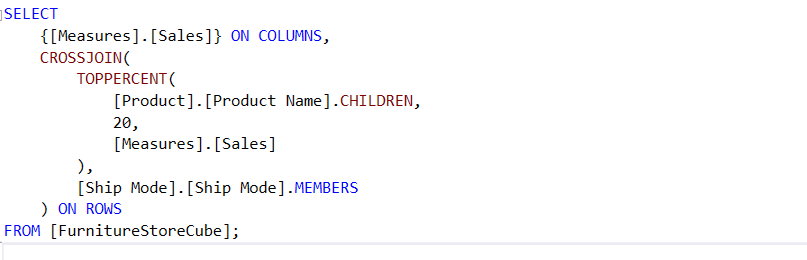 SELECT
    {[Measures].[Sales]} ON COLUMNS,
    CROSSJOIN(
        TOPPERCENT(
            [Product].[Product Name].CHILDREN,
            20,
            [Measures].[Sales]
        ),
        [Ship Mode].[Ship Mode].MEMBERS
    ) ON ROWS
FROM [FurnitureStoreCube];